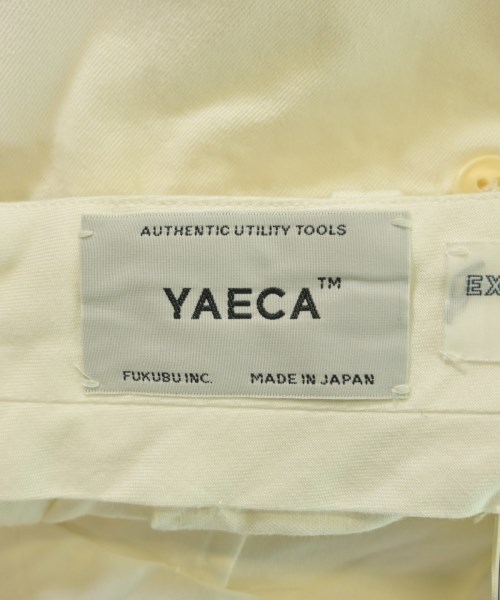 AUTHENTIC UTILITY TOOLS
YAECA™
FUKUBU INC. MADE IN JAPAN
EX